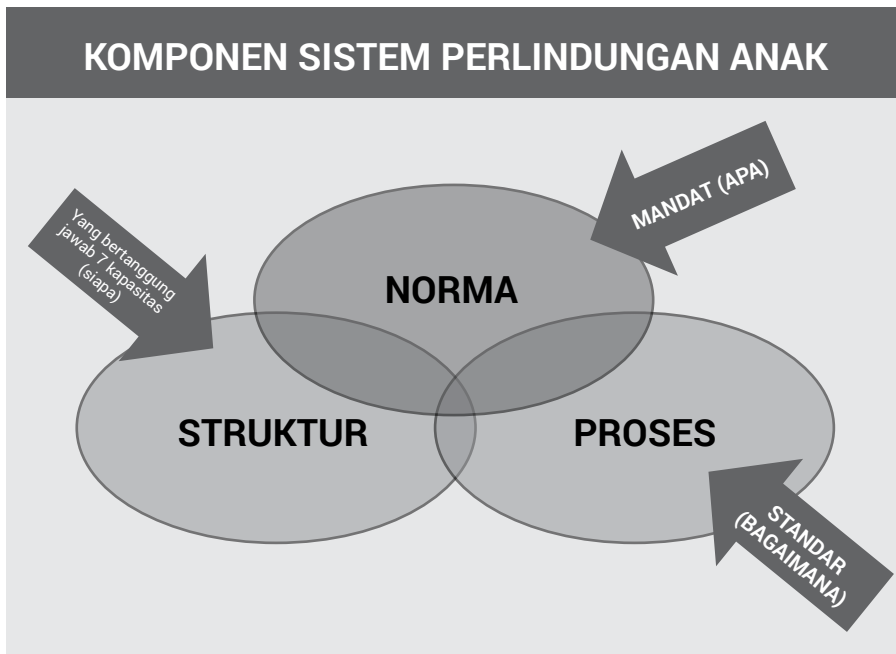 KOMPONEN SISTEM PERLINDUNGAN ANAK
MANDAT (APA)
Yang bertanggung
jawab 7 kapasitas
(siapa)
NORMA
STRUKTUR
PROSES
STANDAR
(BAGAIMANA)